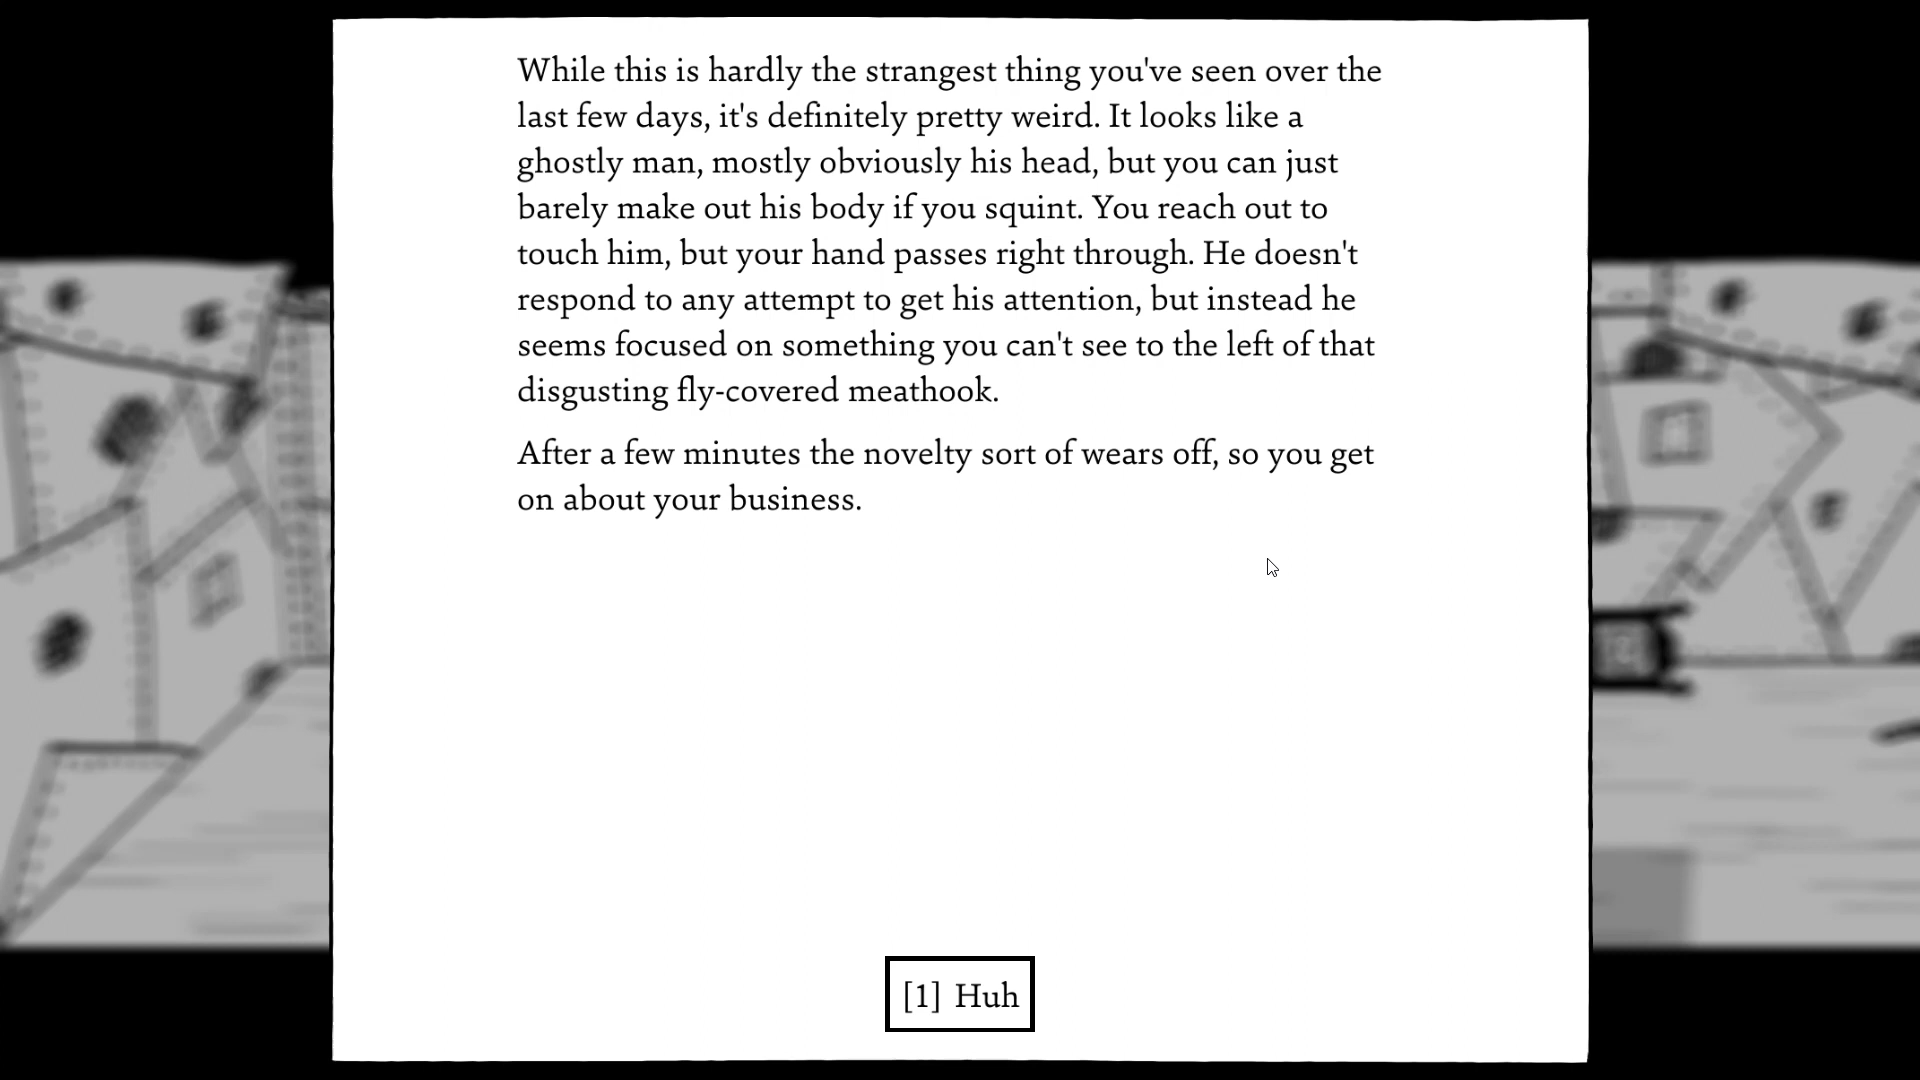 While this is hardly the strangest thing you've seen over the
last few days, it's definitely pretty weird. It looks like a
ghostly man, mostly obviously his head, but you can just
barely make out his body if you squint. You reach out to
touch him, but your hand passes right through. He doesn't
respond to any attempt to get his attention, but instead he
seems focused on something you can't see to the left of that
disgusting fly-covered meathook.
After a few minutes the novelty sort of wears off, so you get
on about your business.
[1] Huh